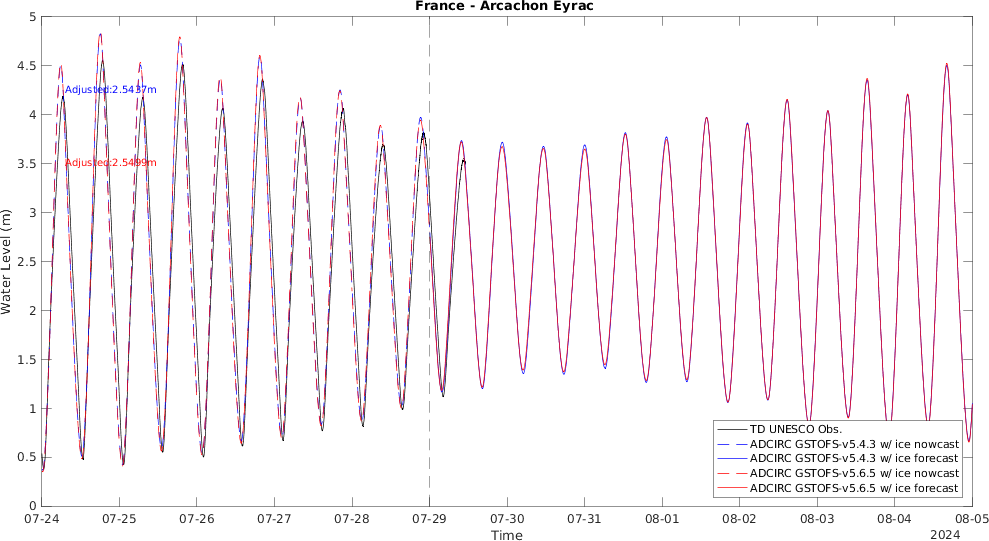 France - Arcachon Eyrac
5
4.5
4
3.5
3
2.5
2
1.5
1
0.5
0
Water Level (m)
Adjusted:2.5437m
Adjusted:2.5499m
TD UNESCO Obs.
ADCIRC GSTOFS-v5.4.3 w/ ice nowcast
ADCIRC GSTOFS-v5.4.3 w/ ice forecast
ADCIRC GSTOFS-v5.6.5 w/ ice nowcast
ADCIRC GSTOFS-v5.6.5 w/ ice forecast
07-24 07-25 07-26 07-27 07-28 07-29 07-30 07-31 08-01 08-02 08-03 08-04 08-05
Time
2024